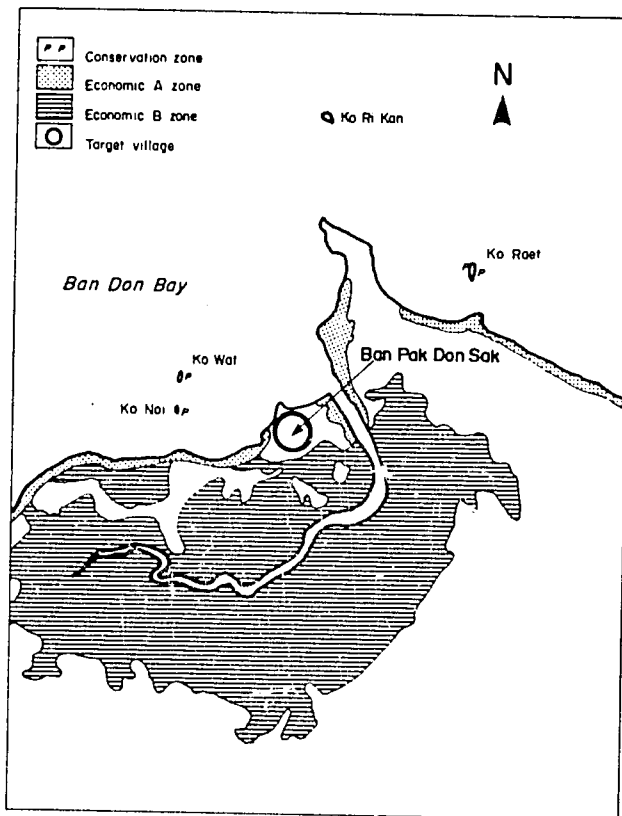 P P Conservation zone
Economic A zone
Economic B zone
Target village
N
Ko Ri Kan
Ko Raet
P
Ban Don Bay
Ko Wat
P
Ban Pak Don Sak
Ko Noi
P